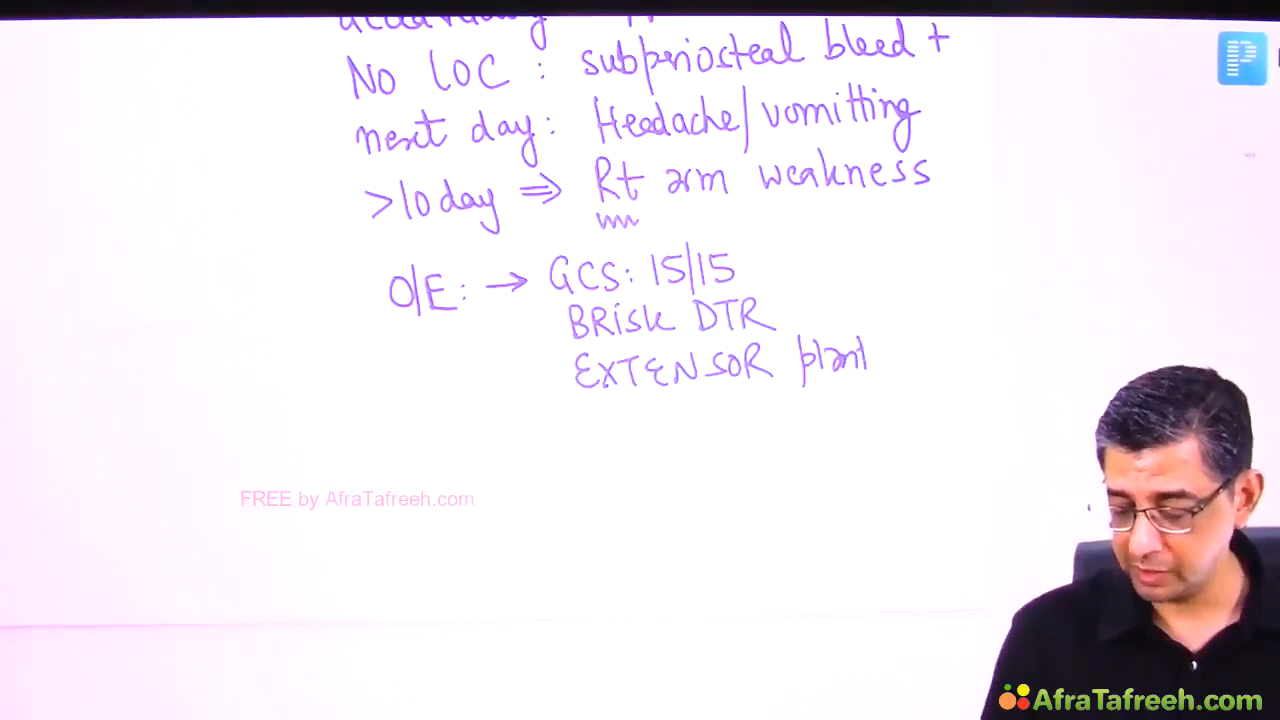 No LOC : subperiosteal bleed +
next day: Headache/vomitting
>10 day ⇒ Rt arm weakness
O/E: → GCS: 15/15
BRisk DTR
EXTENSOR plant
FREE by AfraTafreeh.com
P
AfraTafreeh.com